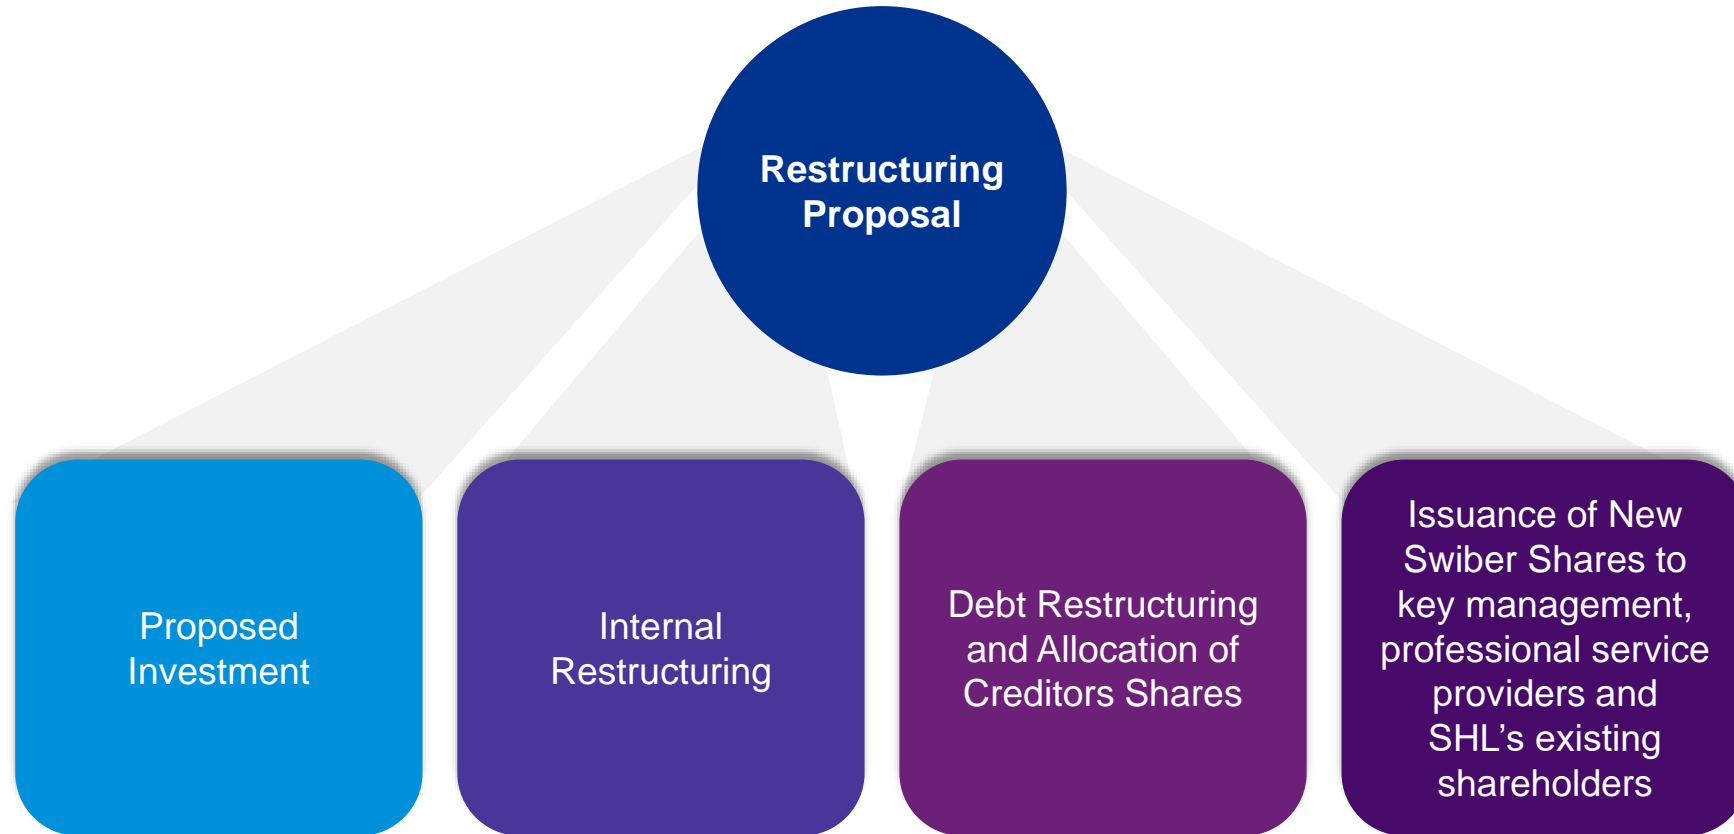 Restructuring
Proposal
Proposed
Investment
Internal
Restructuring
Debt Restructuring
and Allocation of
Creditors Shares
Issuance of New
Swiber Shares to
key management,
professional service
providers and
SHL’s existing
shareholders